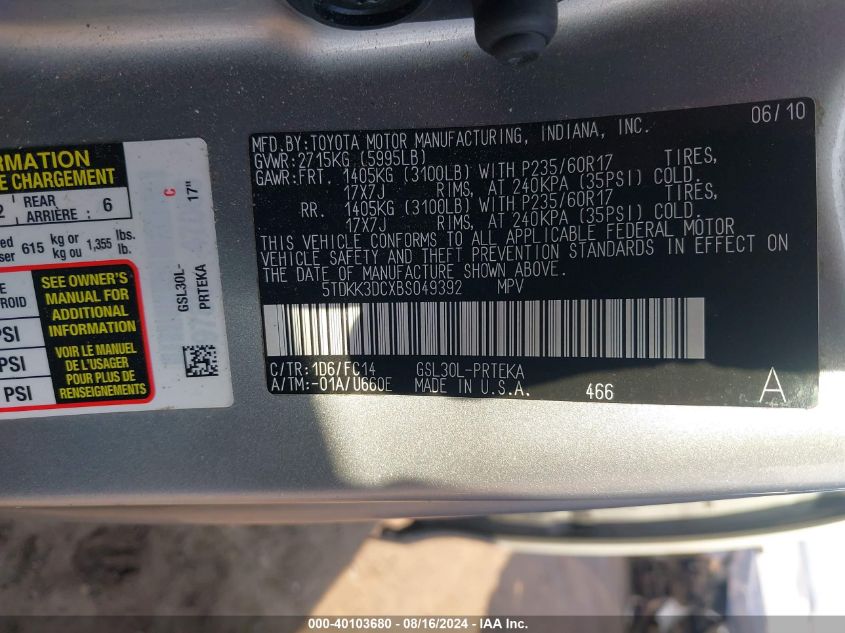 RMATION
E CHARGEMENT
2 REAR ARRIÈRE : 6
615 kg or kg ou 1,355 lbs. lb.
SEE OWNER'S
MANUAL FOR
ADDITIONAL
INFORMATION
VOIR LE MANUEL
DE L'USAGER
POUR PLUS DE
RENSEIGNEMENTS
PSI
PSI
PSI
GSL30L-
PRTEKA
C
17"
06/10
MFD.BY:TOYOTA MOTOR MANUFACTURING, INDIANA, INC.
GVWR:2715KG (5995LB)
GAWR:FRT. 1405KG (3100LB) WITH P235/60R17 TIRES,
17X7J RIMS, AT 240KPA (35PSI) COLD.
RR. 1405KG (3100LB) WITH P235/60R17 TIRES,
17X7J RIMS, AT 240KPA (35PSI) COLD.
THIS VEHICLE CONFORMS TO ALL APPLICABLE FEDERAL MOTOR
VEHICLE SAFETY AND THEFT PREVENTION STANDARDS IN EFFECT ON
THE DATE OF MANUFACTURE SHOWN ABOVE.
5TDKK3DCXBS049392 MPV
C/TR:1D6/FC14 GSL30L-PRTEKA
A/TM:-01A/U660E MADE IN U.S.A. 466 A
000-40103680 - 08/16/2024 - IAA Inc.